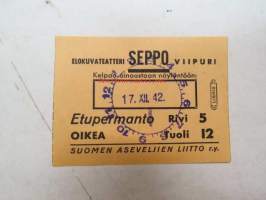 ELOKUVATEATTERI SEPPO VIIPURI
Kelpaa ainoastaan näytäntöön
17. XII. 42.
Etupermanto Rivi 5
OIKEA Tuoli 12
SUOMEN ASEVELJIEN LIITTO r.y.